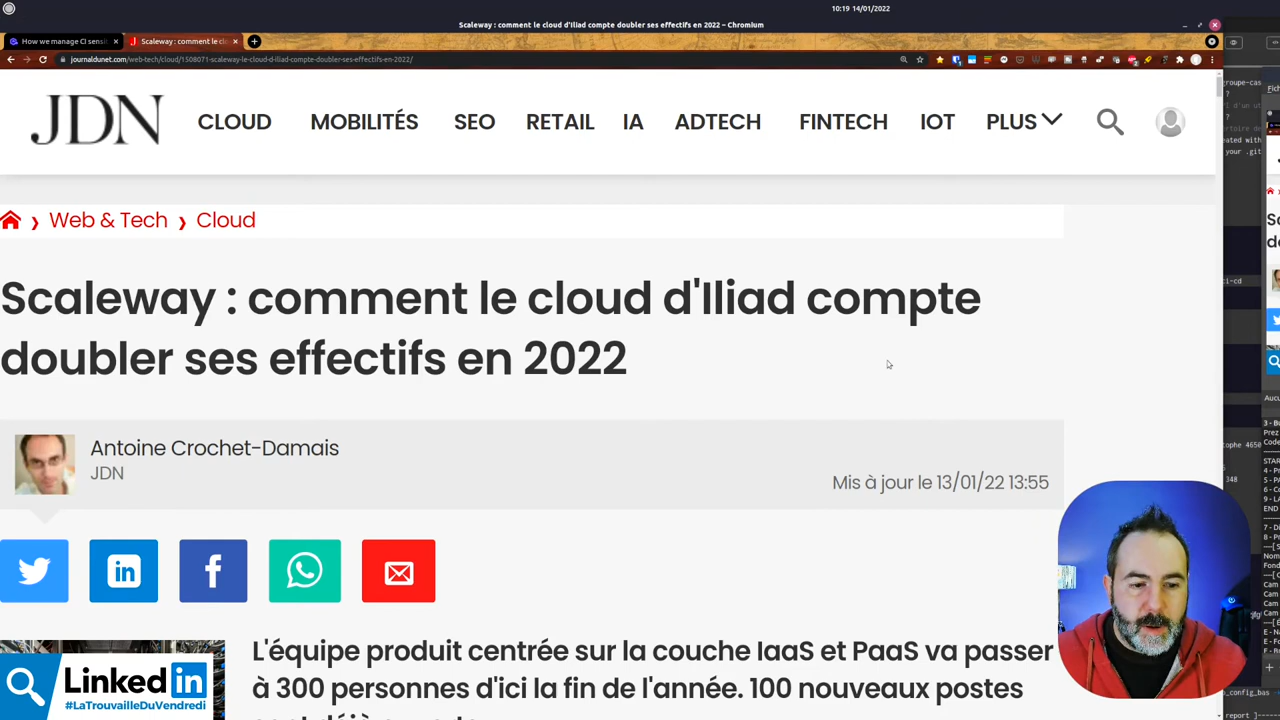 10:19 14/01/2022
Scaleway : comment le cloud d'Iliad compte doubler ses effectifs en 2022 – Chromium
How we manage CI sensit
Scaleway : comment le clo
journaldunet.com/web-tech/cloud/1508071-scaleway-le-cloud-d-iliad-compte-doubler-ses-effectifs-en-2022/
JDN CLOUD MOBILITÉS SEO RETAIL IA ADTECH FINTECH IOT PLUS
Web & Tech › Cloud
Scaleway : comment le cloud d'Iliad compte
doubler ses effectifs en 2022
Antoine Crochet-Damais
JDN
Mis à jour le 13/01/22 13:55
L'équipe produit centrée sur la couche IaaS et PaaS va passer
à 300 personnes d'ici la fin de l'année. 100 nouveaux postes
Linked in
#LaTrouvailleDuVendredi